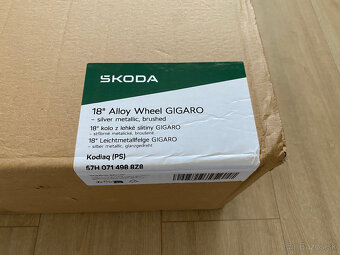 ŠKODA
18" Alloy Wheel GIGARO
- silver metallic, brushed
18" kolo z lehké slitiny GIGARO
- stříbrné metalické, broušené
18" Leichtmetallfelge GIGARO
- silber metallic, glanzgedreht
Kodiaq (PS)
57H 071 498 8Z8